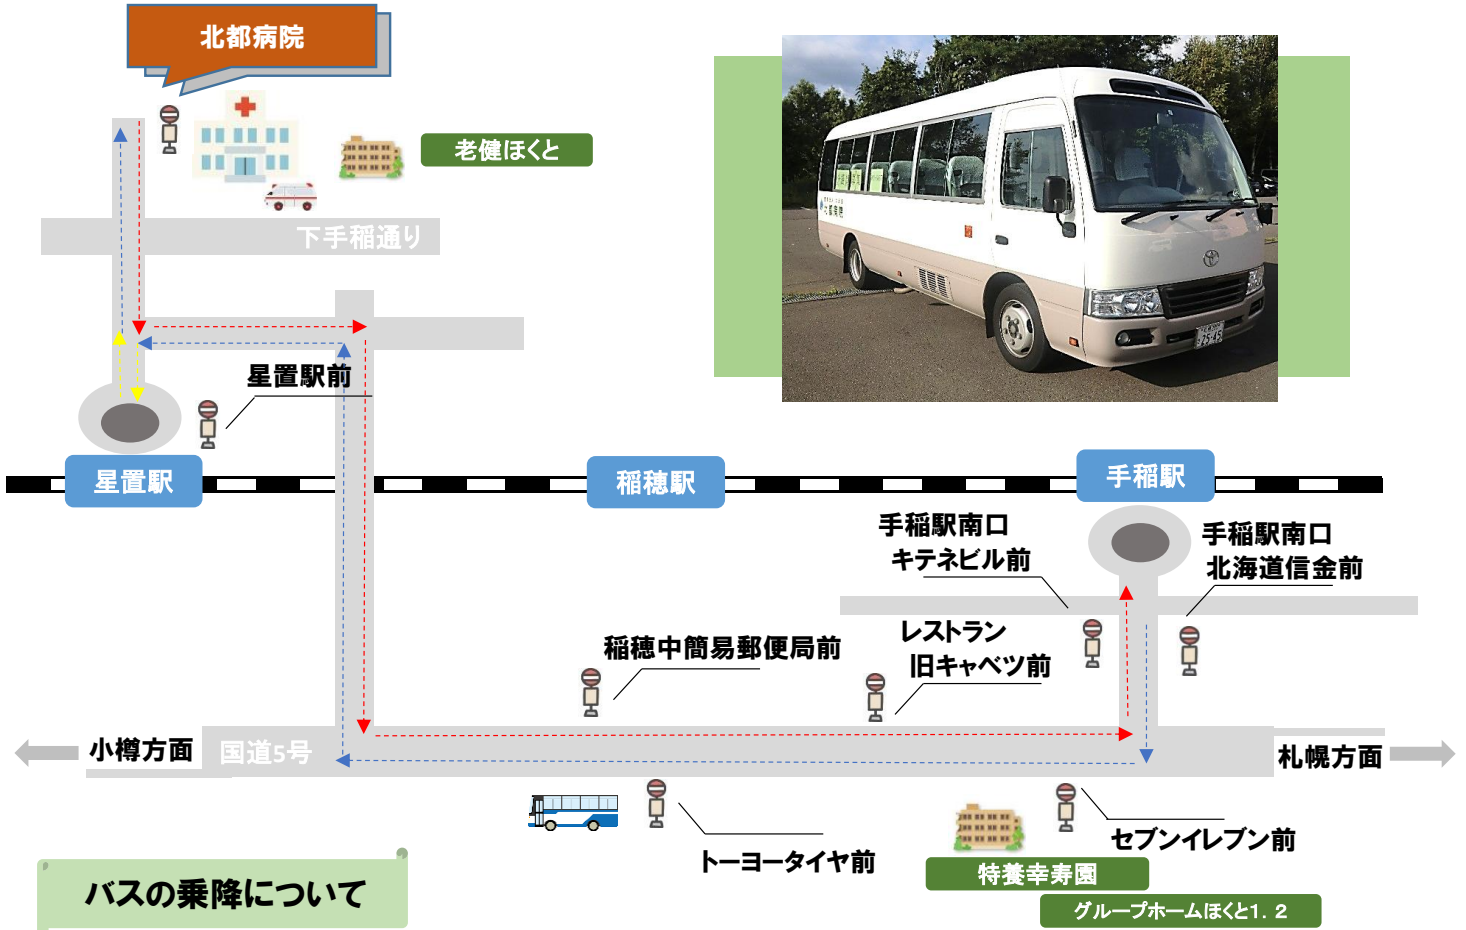 北都病院
老健ほくと
下手稲通り
北都病院
25-45
星置駅前
星置駅
稲穂駅
手稲駅
手稲駅南口
キテネビル前
手稲駅南口
北海道信金前
稲穂中簡易郵便局前
レストラン
旧キャベツ前
小樽方面
国道5号
札幌方面
トーヨータイヤ前
セブンイレブン前
特養幸寿園
グループホームほくと1．2
バスの乗降について